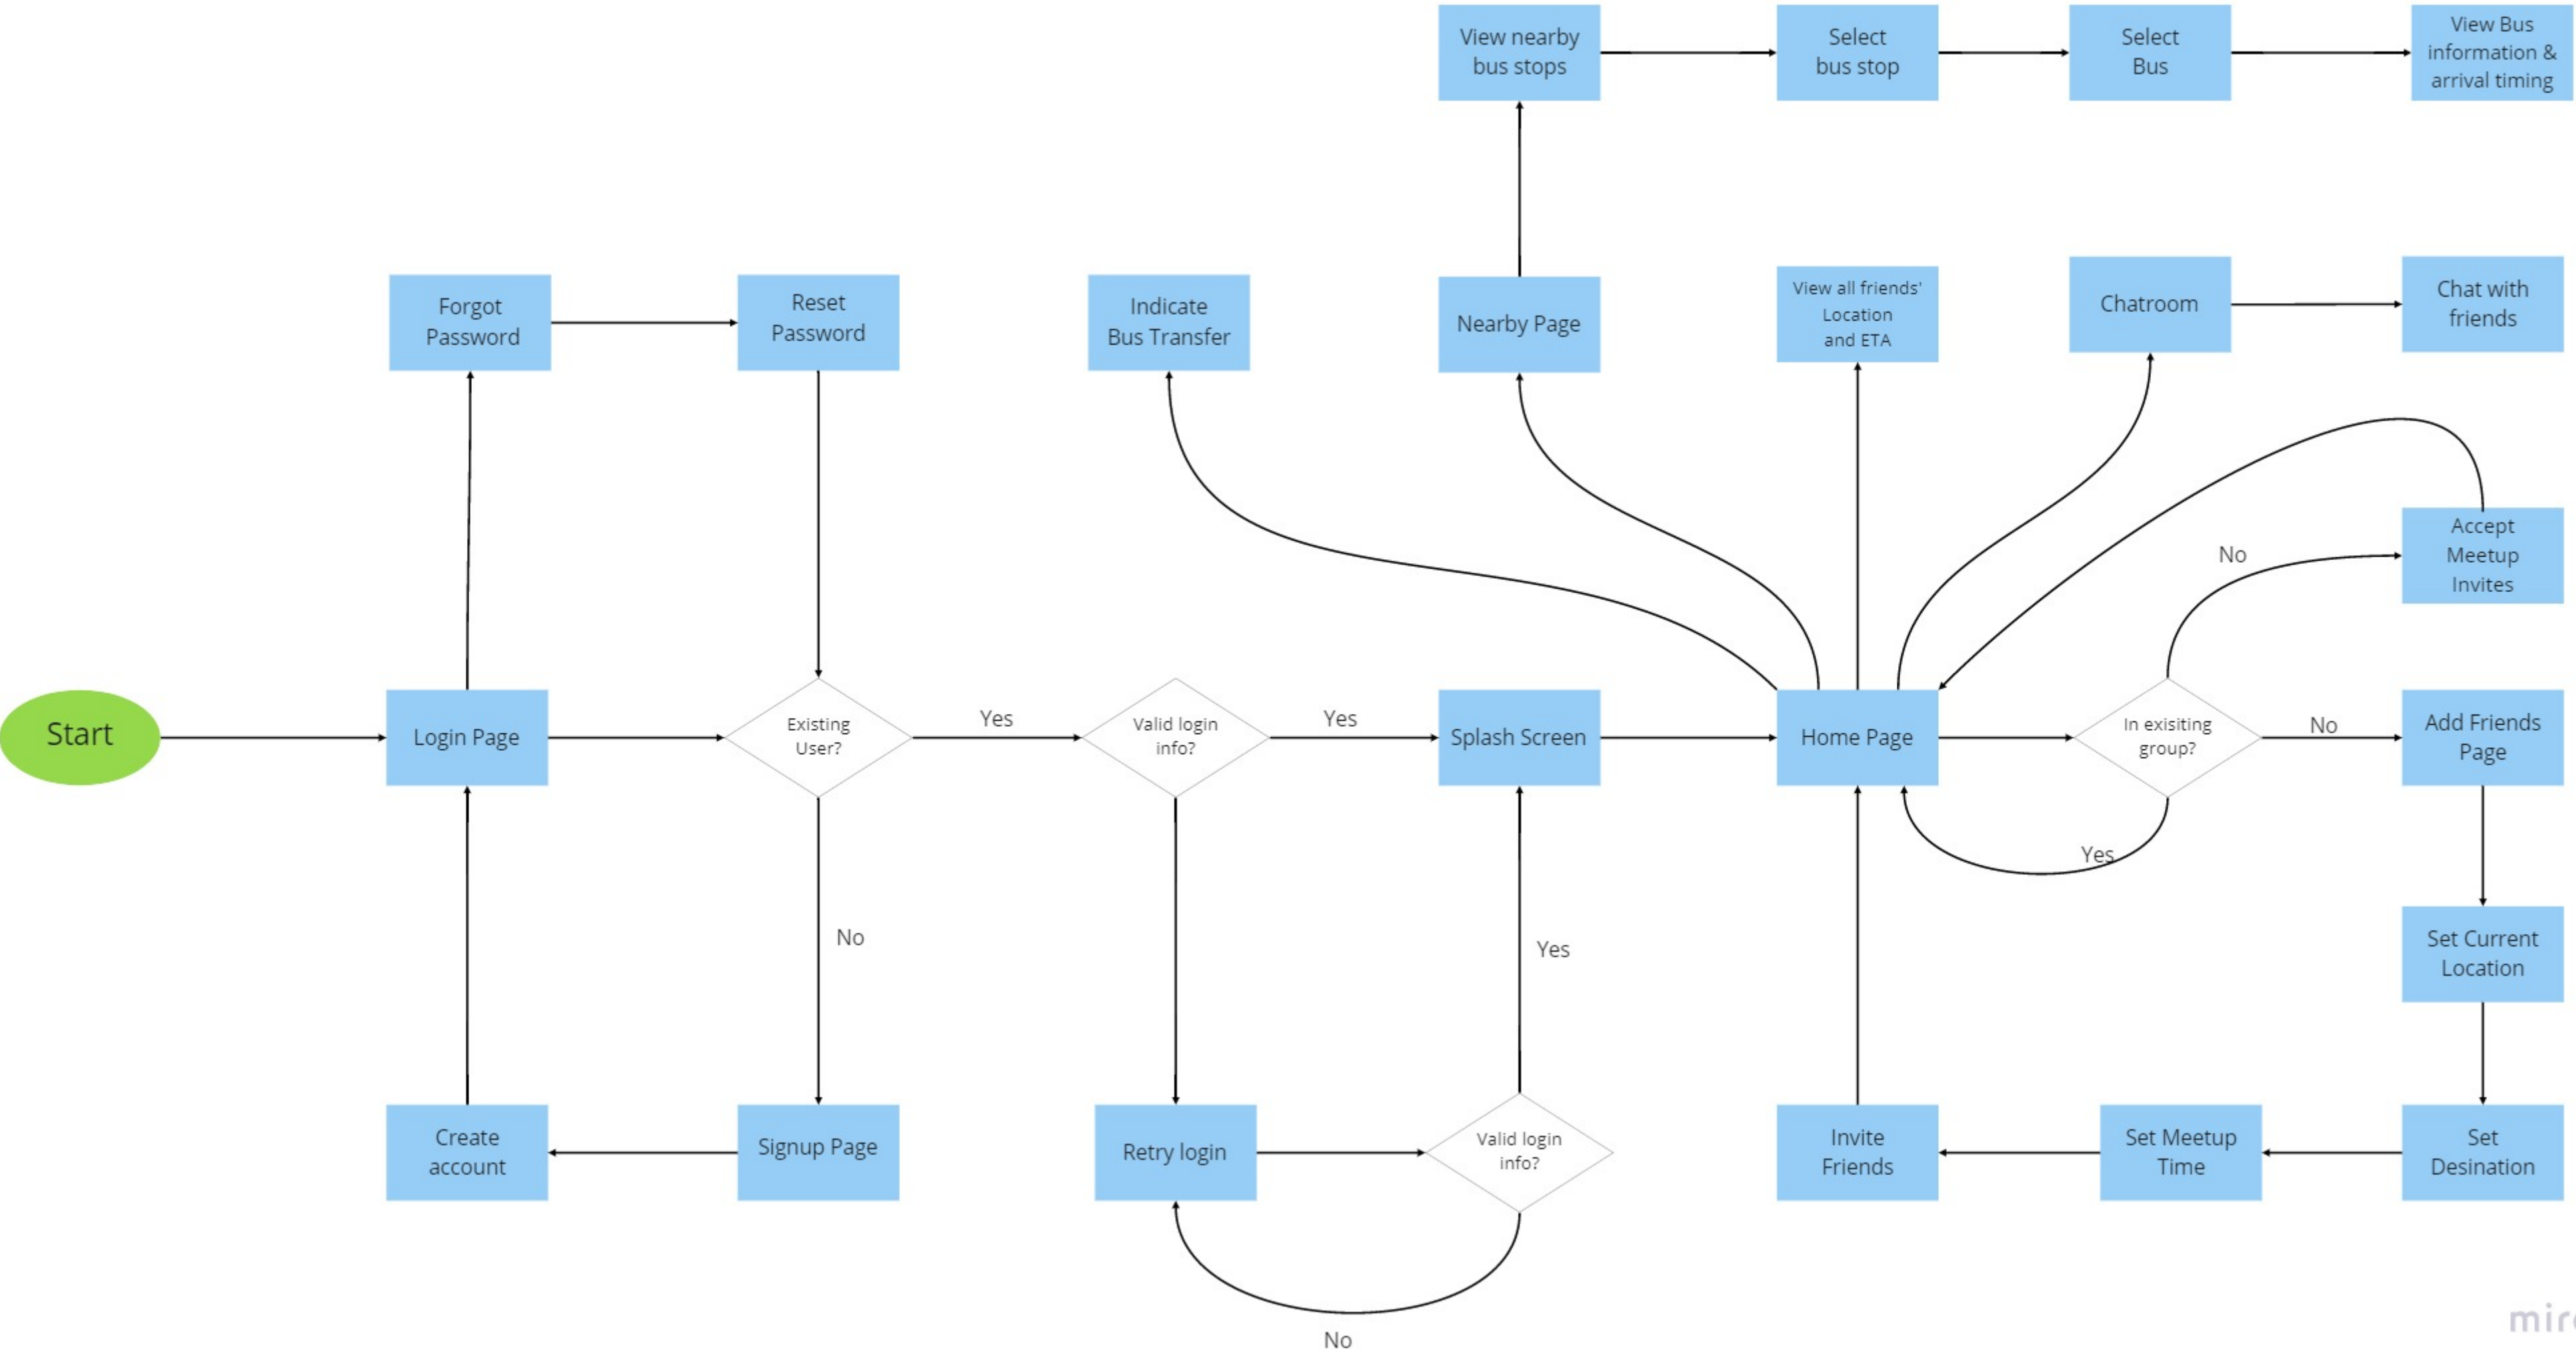 View nearby
bus stops
Select
bus stop
Select
Bus
View Bus
information &
arrival timing
Forgot
Password
Reset
Password
Indicate
Bus Transfer
Nearby Page
View all friends'
Location
and ETA
Chatroom
Chat with
friends
No
Accept
Meetup
Invites
Start
Login Page
Existing
User?
Yes
Valid login
info?
Yes
Splash Screen
Home Page
In exisiting
group?
No
Add Friends
Page
Yes
No
Yes
Set Current
Location
Create
account
Signup Page
Retry login
Valid login
info?
Invite
Friends
Set Meetup
Time
Set
Desination
No
mir